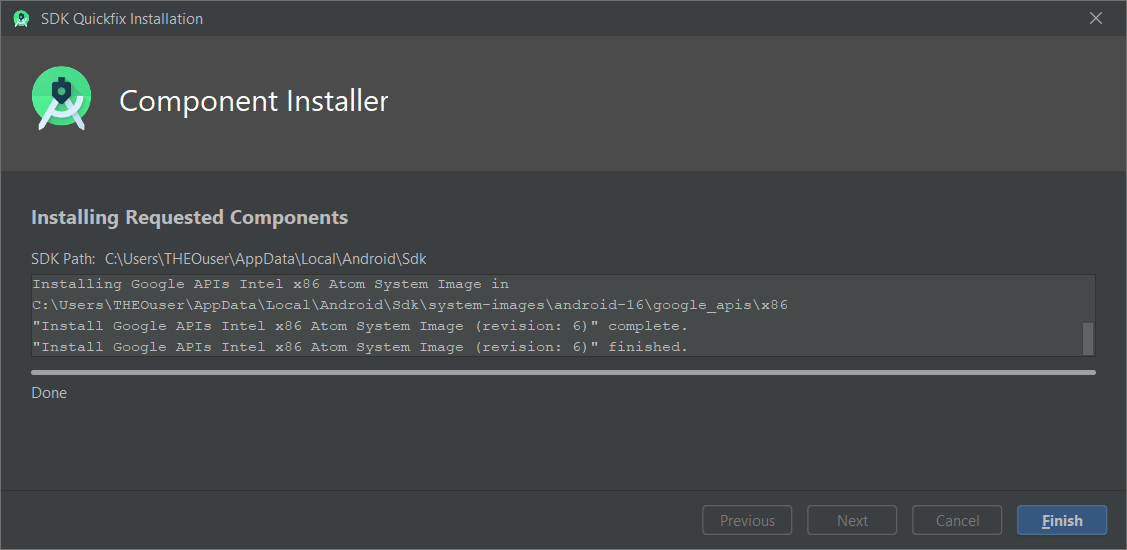 SDK Quickfix Installation
Component Installer
Installing Requested Components
SDK Path: C:\Users\THEOuser\AppData\Local\Android\Sdk
Installing Google APIs Intel x86 Atom System Image in
C:\Users\THEOuser\AppData\Local\Android\Sdk\system-images\android-16\google_apis\x86
"Install Google APIs Intel x86 Atom System Image (revision: 6)" complete.
"Install Google APIs Intel x86 Atom System Image (revision: 6)" finished.
Done
Previous Next Cancel Finish